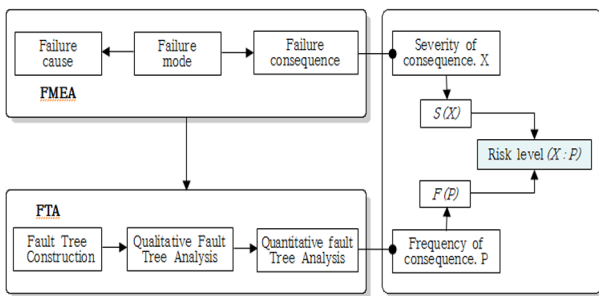 Failure
cause
Failure
mode
Failure
consequence
FMEA
Severity of
consequence. X
S(X)
Risk level(X:P)
F(P)
FTA
Fault Tree
Construction
Qualitative Fault
Tree Analysis
Quantitative fault
Tree Analysis
Frequency of
consequence. P